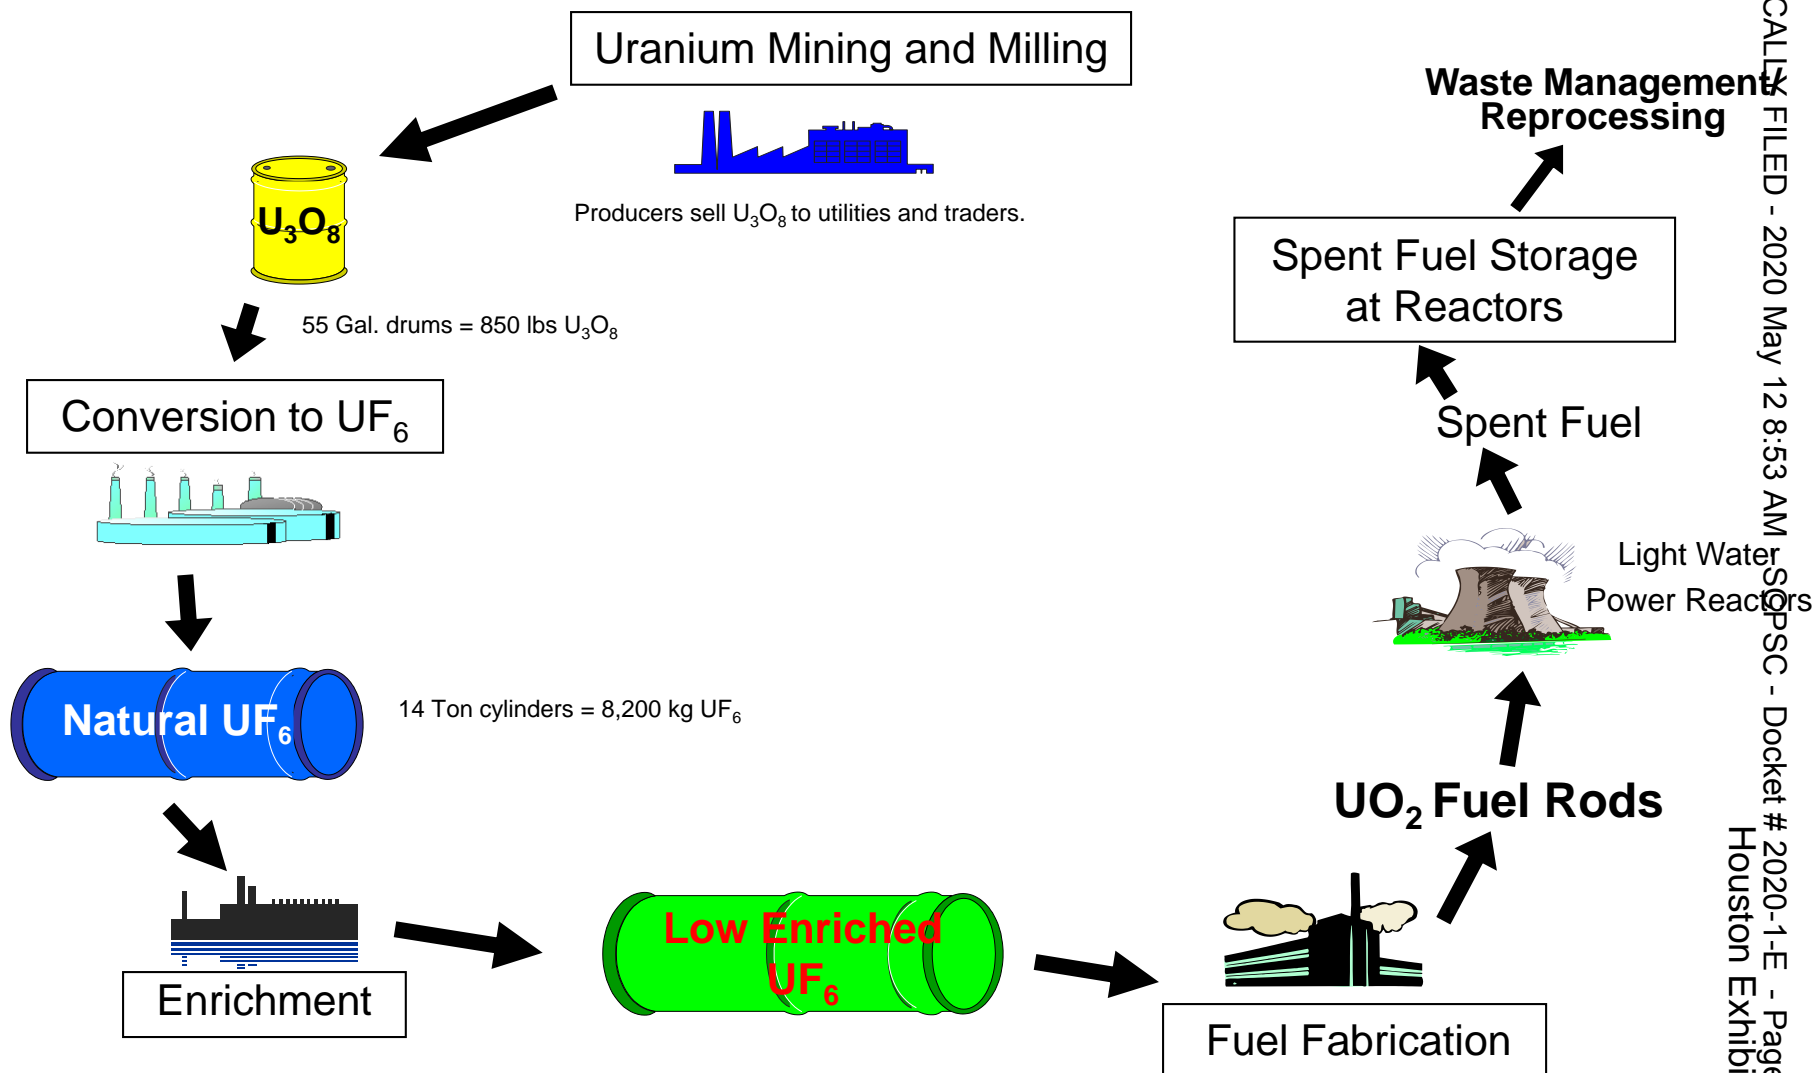 Uranium Mining and Milling
Producers sell U₃O₈ to utilities and traders.
U₃O₈
55 Gal. drums = 850 lbs U₃O₈
Conversion to UF₆
Natural UF₆
14 Ton cylinders = 8,200 kg UF₆
Enrichment
Low Enriched
UF₆
Fuel Fabrication
UO₂ Fuel Rods
Light Water
Power Reactors
Spent Fuel
Spent Fuel Storage
at Reactors
Waste Management/
Reprocessing
FILED - 2020 May 12 8:53 AM - SCPSC - Docket # 2020-1-E - Page
Houston